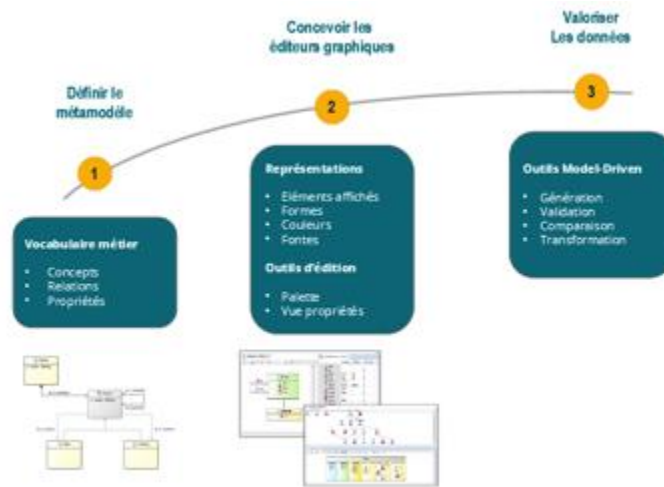 Définir le
métamodèle
1
Vocabulaire métier
• Concepts
• Relations
• Propriétés
Concevoir les
éditeurs graphiques
2
Représentations
• Eléments affichés
• Formes
• Couleurs
• Fontes
Outils d'édition
• Palette
• Vue propriétés
Valoriser
Les données
3
Outils Model-Driven
• Génération
• Validation
• Comparaison
• Transformation